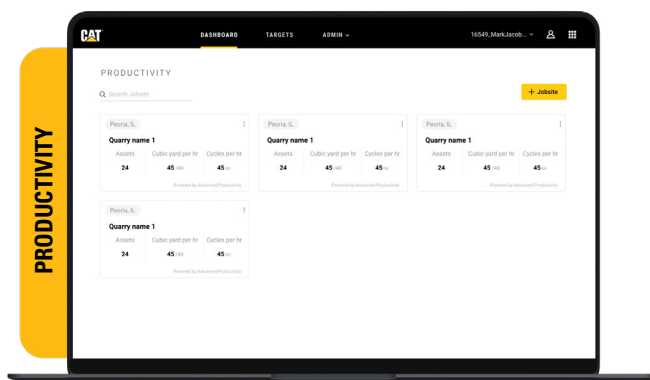 PRODUCTIVITY
CAT
DASHBOARD TARGETS ADMIN 16549_MarkJacob...
PRODUCTIVITY
Search Jobsite
+ Jobsite
Peoria, IL Peoria, IL Peoria, IL
Quarry name 1 Quarry name 1 Quarry name 1
Assets Cubic yard per hr Cycles per hr Assets Cubic yard per hr Cycles per hr Assets Cubic yard per hr Cycles per hr
24 45 /40 45 24 45 /40 45 24 45 /40 45
Powered by Advanced Productivity Powered by Advanced Productivity Powered by Advanced Productivity
Peoria, IL
Quarry name 1
Assets Cubic yard per hr Cycles per hr
24 45 /40 45
Powered by Advanced Productivity